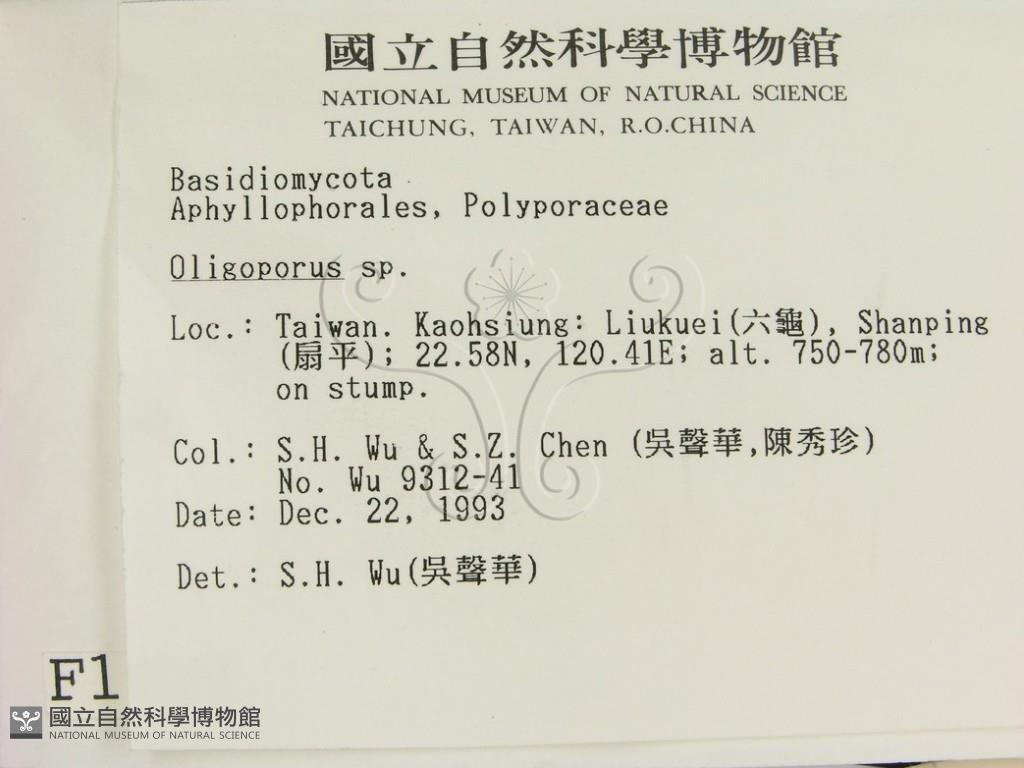 國立自然科學博物館
NATIONAL MUSEUM OF NATURAL SCIENCE
TAICHUNG, TAIWAN, R.O.CHINA
Basidiomycota
Aphyllophorales, Polyporaceae
Oligoporus sp.
Loc.: Taiwan. Kaohsiung: Liukuei(六龜), Shanping
(扇平); 22.58N, 120.41E; alt. 750-780m;
on stump.
Col.: S.H. Wu & S.Z. Chen (吳聲華,陳秀珍)
No. Wu 9312-41
Date: Dec. 22, 1993
Det.: S.H. Wu(吳聲華)
F1
國立自然科學博物館
NATIONAL MUSEUM OF NATURAL SCIENCE